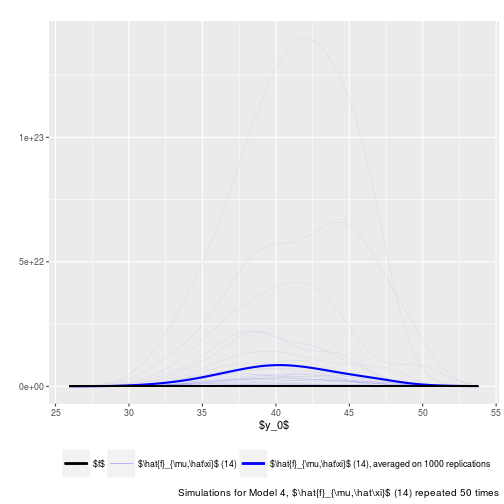 1e+23
5e+22
0e+00
25 30 35 40 45 50 55
$y_0$
$f$ $\hat{f}_{\mu,\hat\xi}$ (14) $\hat{f}_{\mu,\hat\xi}$ (14), averaged on 1000 replications
Simulations for Model 4, $\hat{f}_{\mu,\hat\xi}$ (14) repeated 50 times